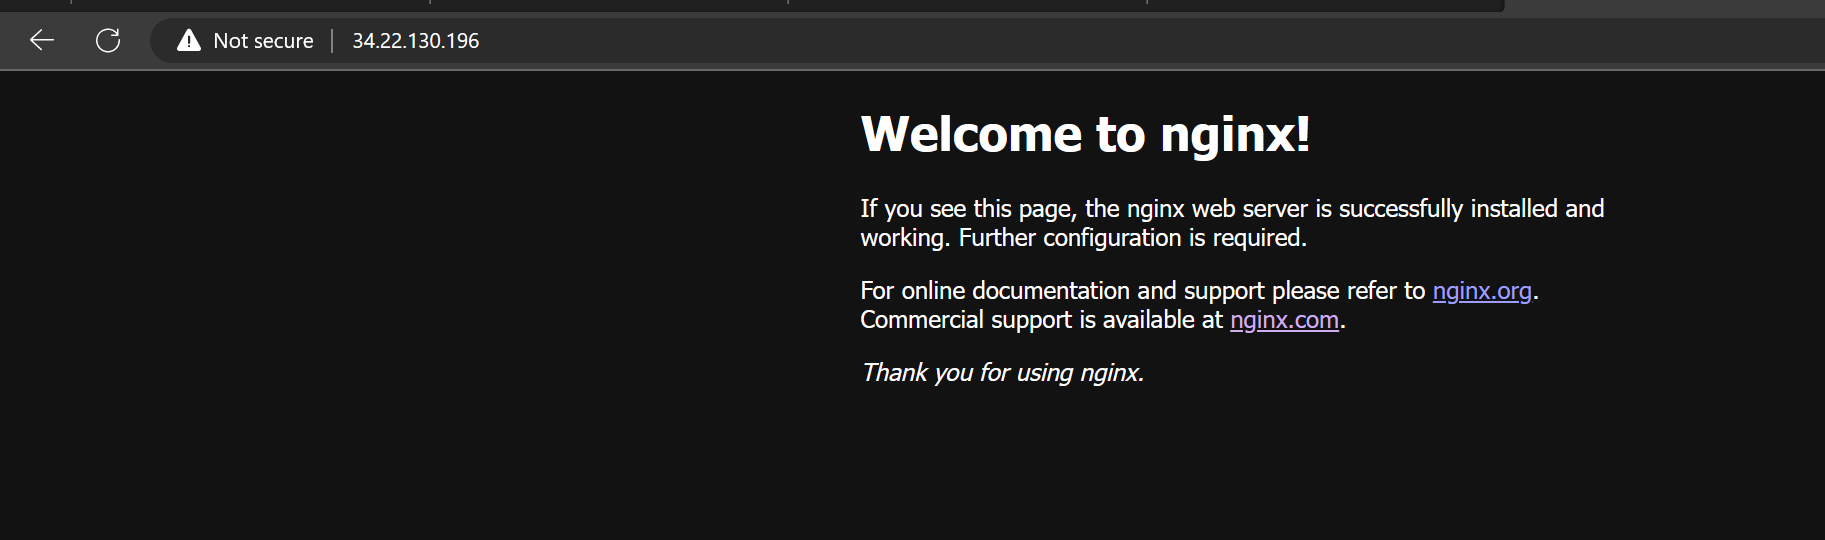 Not secure
34.22.130.196
Welcome to nginx!
If you see this page, the nginx web server is successfully installed and
working. Further configuration is required.
For online documentation and support please refer to nginx.org.
Commercial support is available at nginx.com.
Thank you for using nginx.